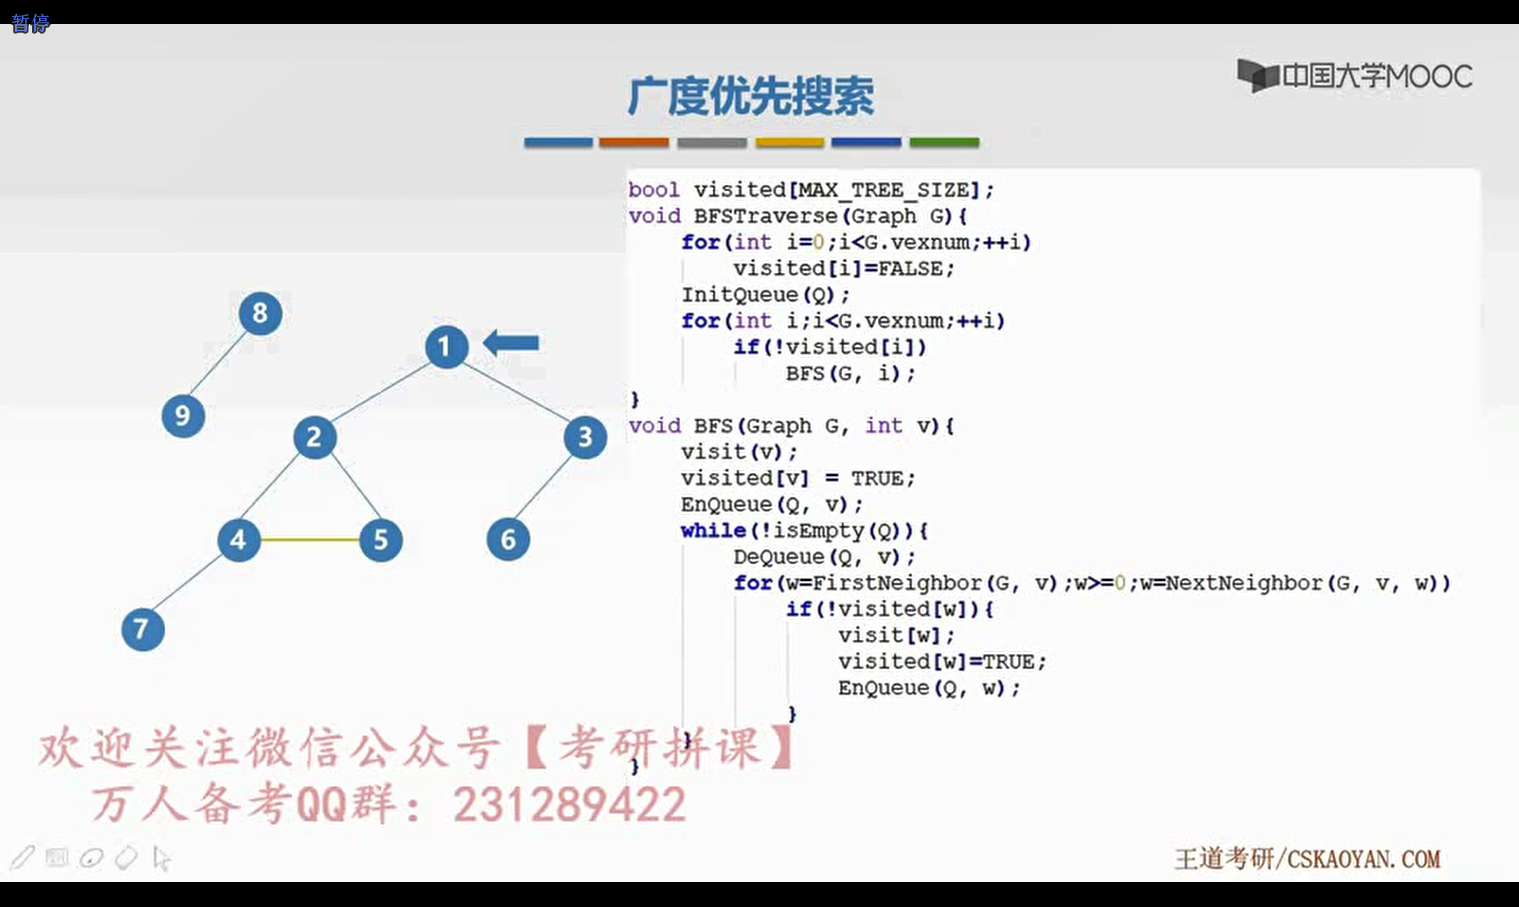 暂停
中国大学MOOC
广度优先搜索
bool visited[MAX_TREE_SIZE];
void BFSTraverse(Graph G){
for(int i=0;i<G.vexnum;++i)
visited[i]=FALSE;
InitQueue(Q);
for(int i;i<G.vexnum;++i)
if(!visited[i])
BFS(G, i);
}
void BFS(Graph G, int v){
visit(v);
visited[v] = TRUE;
EnQueue(Q, v);
while(!isEmpty(Q)){
DeQueue(Q, v);
for(w=FirstNeighbor(G, v);w>=0;w=NextNeighbor(G, v, w))
if(!visited[w]){
visit[w];
visited[w]=TRUE;
EnQueue(Q, w);
}
}
}
8
1
9
2
3
4
5
6
7
欢迎关注微信公众号【考研拼课】
万人备考QQ群：231289422
王道考研/CSKAOYAN.COM